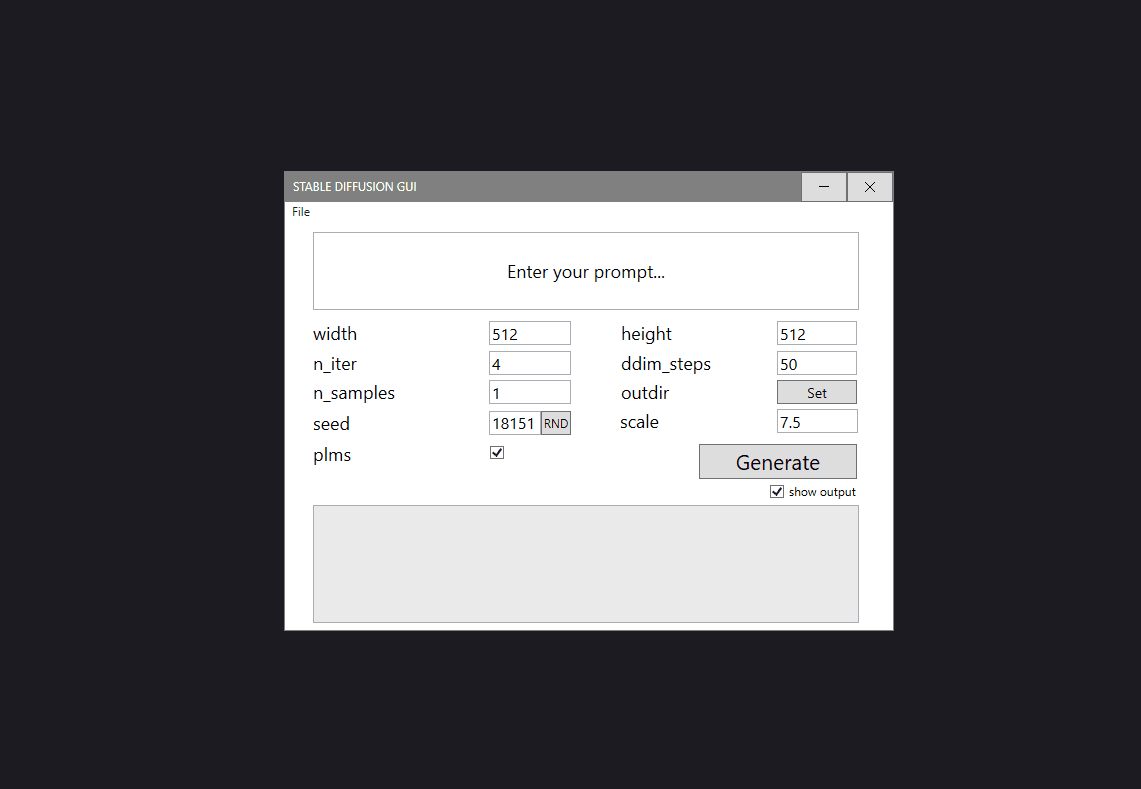 STABLE DIFFUSION GUI
File
Enter your prompt...
width 512 height 512
n_iter 4 ddim_steps 50
n_samples 1 outdir Set
seed 18151 RND scale 7.5
plms Generate
show output